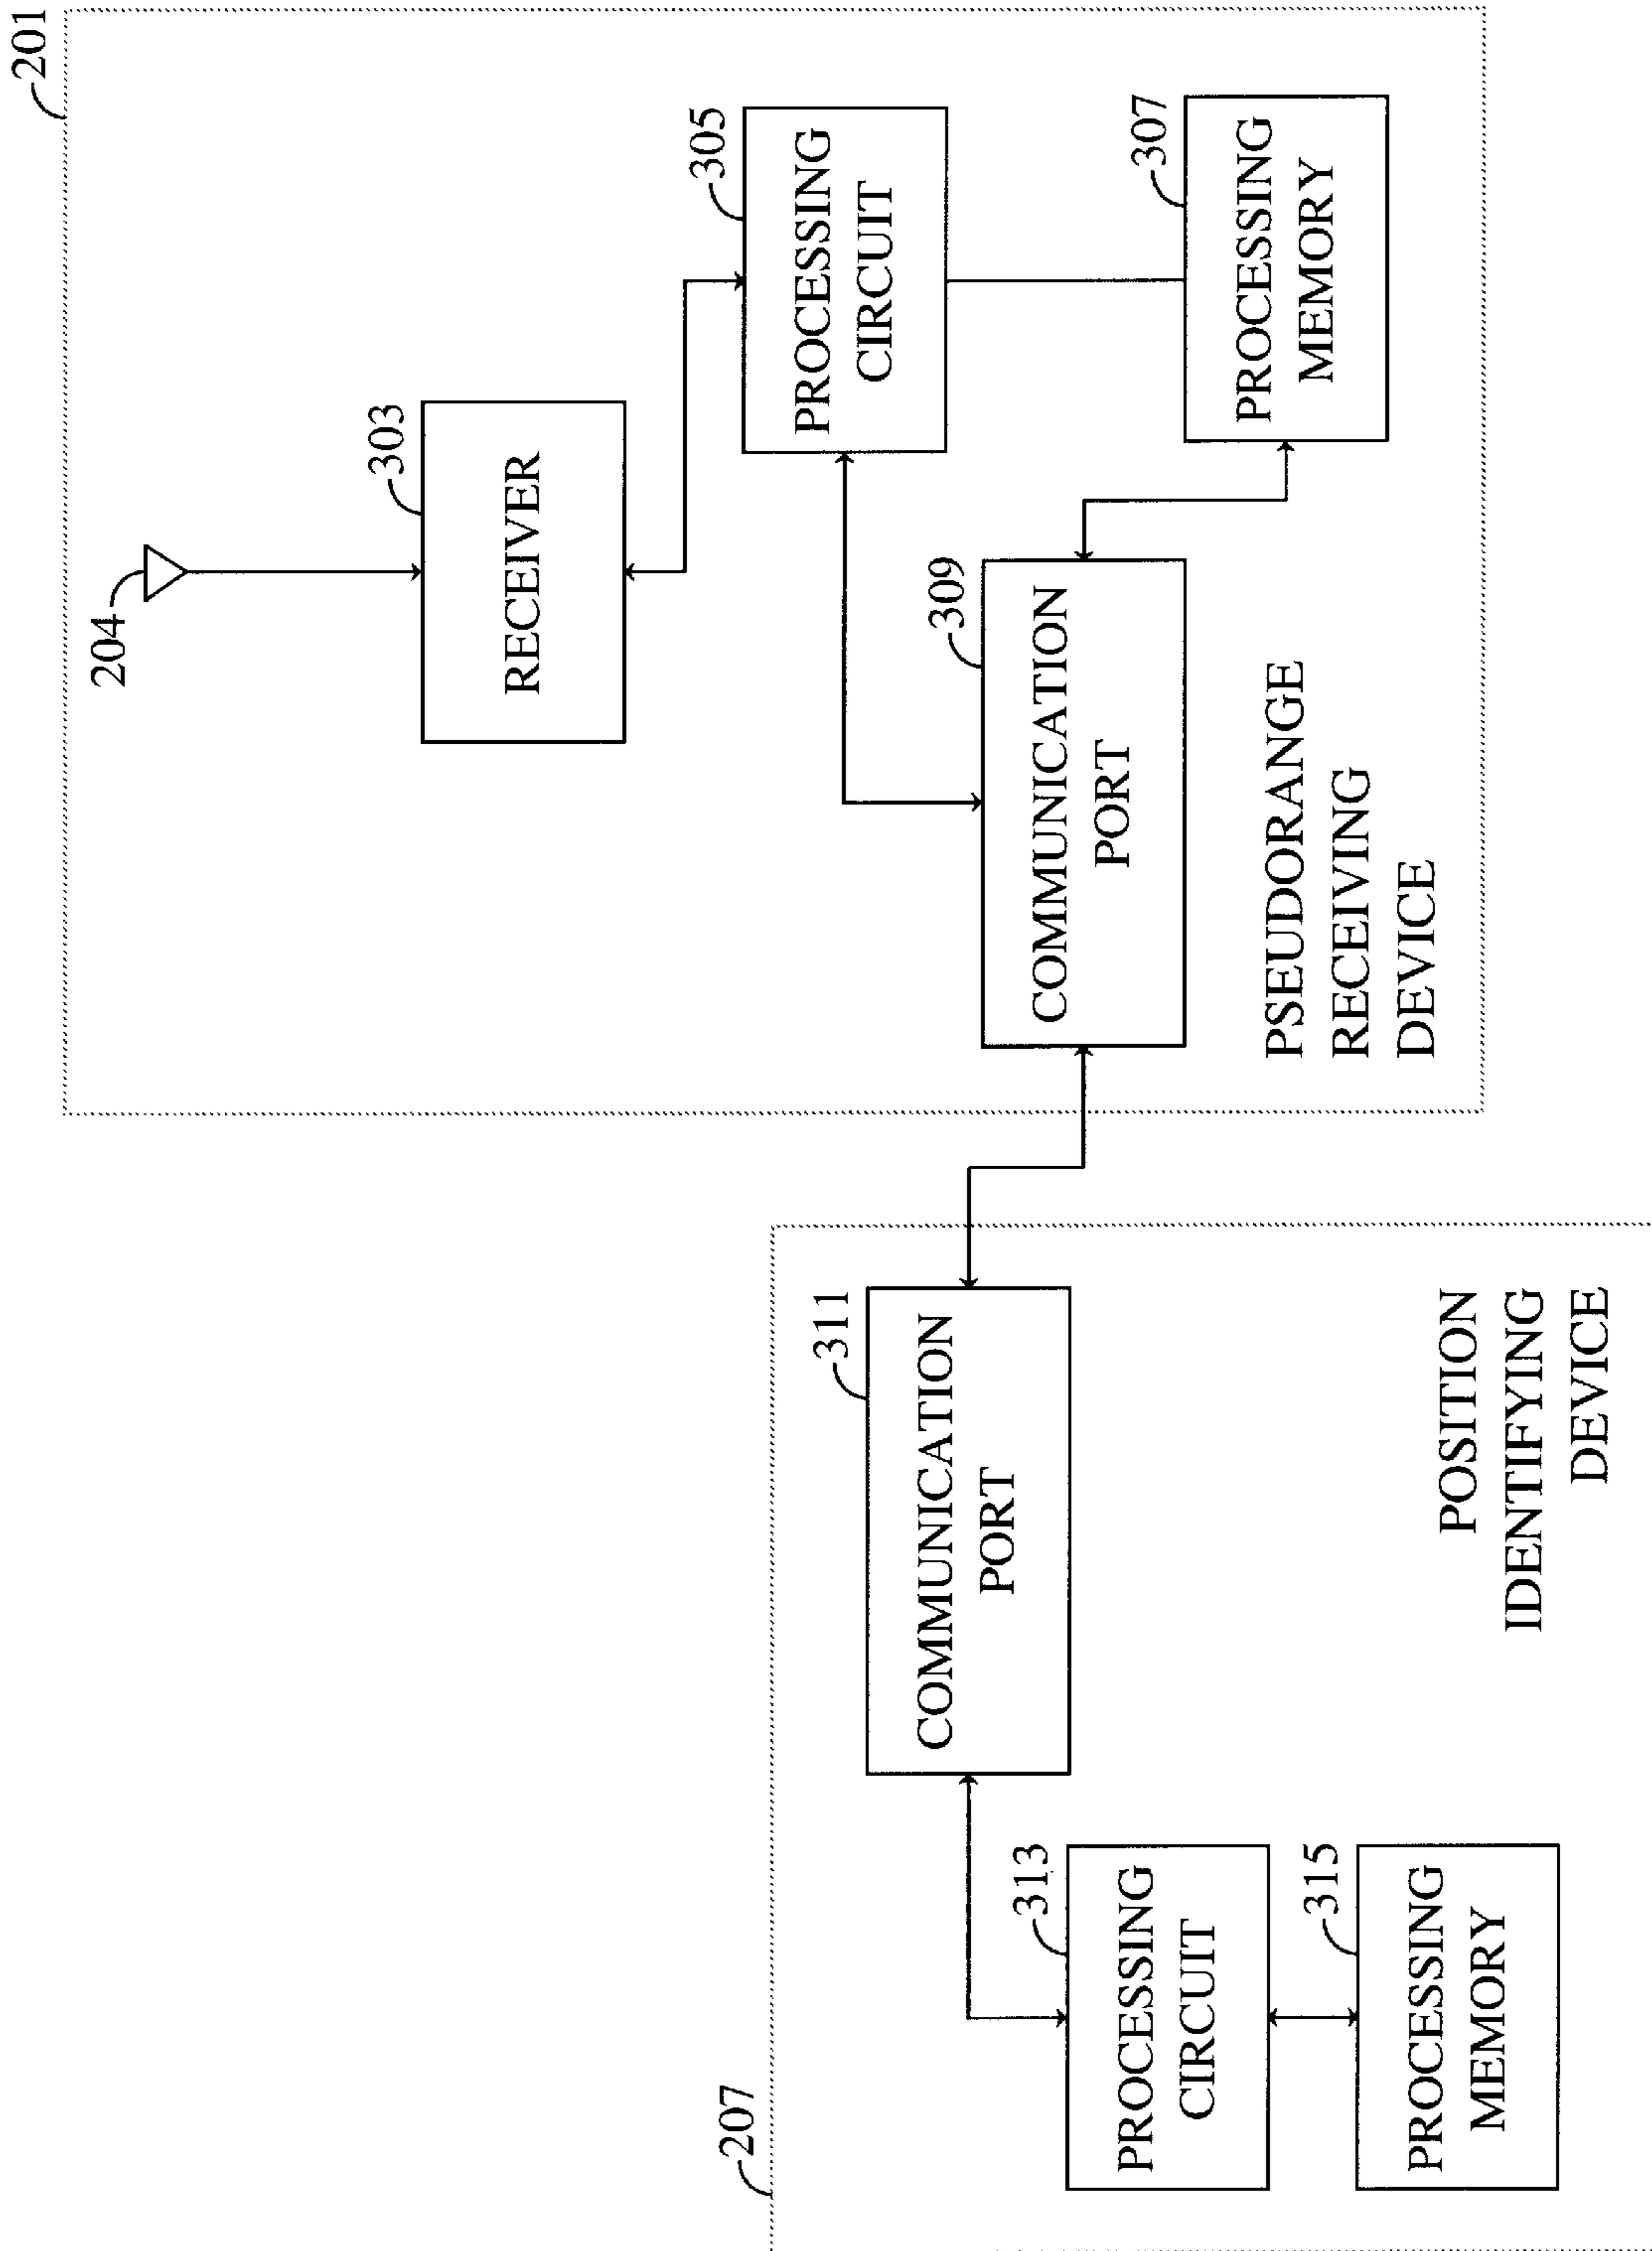 201
204
303
RECEIVER
305
PROCESSING
CIRCUIT
307
PROCESSING
MEMORY
309
COMMUNICATION
PORT
PSEUDORANGE
RECEIVING
DEVICE
207
311
COMMUNICATION
PORT
313
PROCESSING
CIRCUIT
315
PROCESSING
MEMORY
POSITION
IDENTIFYING
DEVICE